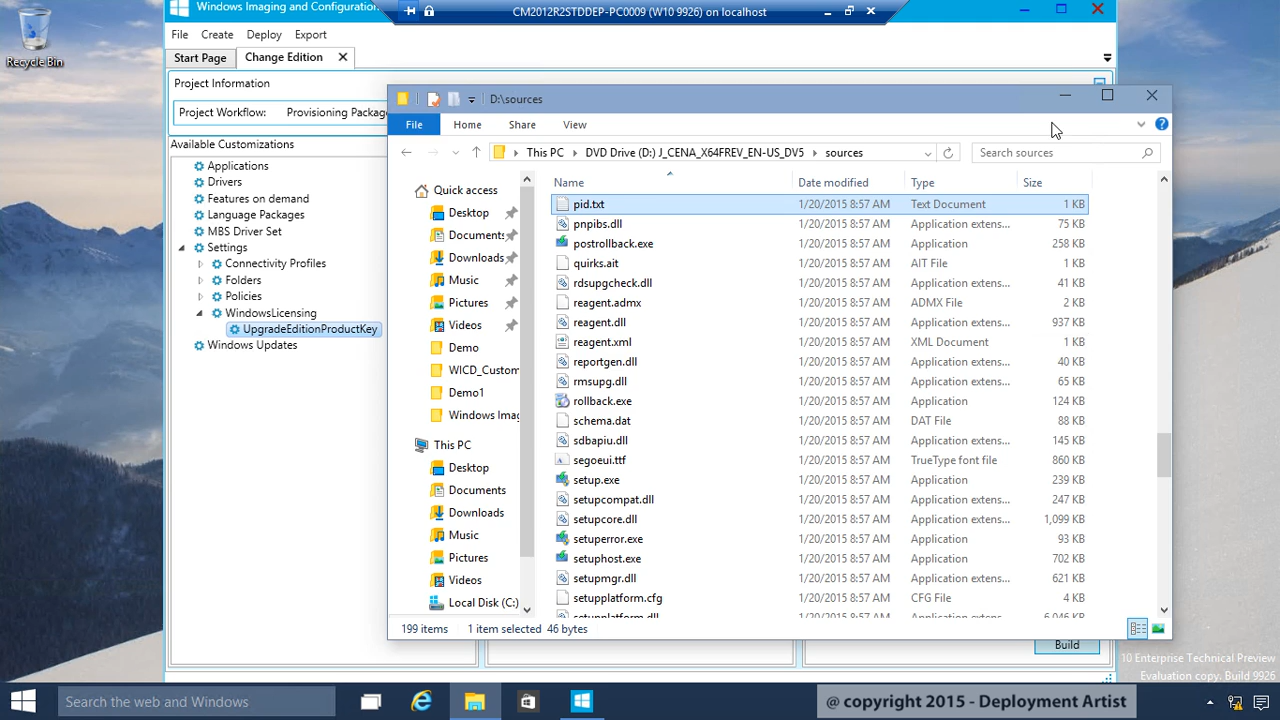 Recycle Bin
Windows Imaging and Configura
CM2012R2STDDEP-PC0009 (W10 9926) on localhost
File Create Deploy Export
Start Page Change Edition
Project Information
Project Workflow: Provisioning Package
Available Customizations
Applications
Drivers
Features on demand
Language Packages
MBS Driver Set
Settings
Connectivity Profiles
Folders
Policies
WindowsLicensing
UpgradeEditionProductKey
Windows Updates
D:\sources
File Home Share View
This PC DVD Drive (D:) J_CENA_X64FREV_EN-US_DV5 sources
Search sources
Quick access
Desktop
Documents
Downloads
Music
Pictures
Videos
Demo
WICD_Custom
Demo1
Windows Imag
This PC
Desktop
Documents
Downloads
Music
Pictures
Videos
Local Disk (C:)
Name Date modified Type Size
pid.txt 1/20/2015 8:57 AM Text Document 1 KB
pnpibs.dll 1/20/2015 8:57 AM Application extens... 75 KB
postrollback.exe 1/20/2015 8:57 AM Application 258 KB
quirks.ait 1/20/2015 8:57 AM AIT File 1 KB
rdsupgcheck.dll 1/20/2015 8:57 AM Application extens... 41 KB
reagent.admx 1/20/2015 8:57 AM ADMX File 2 KB
reagent.dll 1/20/2015 8:57 AM Application extens... 937 KB
reagent.xml 1/20/2015 8:57 AM XML Document 1 KB
reportgen.dll 1/20/2015 8:57 AM Application extens... 40 KB
rmsupg.dll 1/20/2015 8:57 AM Application extens... 65 KB
rollback.exe 1/20/2015 8:57 AM Application 124 KB
schema.dat 1/20/2015 8:57 AM DAT File 88 KB
sdbapiu.dll 1/20/2015 8:57 AM Application extens... 145 KB
segoeui.ttf 1/20/2015 8:57 AM TrueType font file 860 KB
setup.exe 1/20/2015 8:57 AM Application 239 KB
setupcompat.dll 1/20/2015 8:57 AM Application extens... 247 KB
setupcore.dll 1/20/2015 8:57 AM Application extens... 1,099 KB
setuperror.exe 1/20/2015 8:57 AM Application 93 KB
setuphost.exe 1/20/2015 8:57 AM Application 702 KB
setupmgr.dll 1/20/2015 8:57 AM Application extens... 621 KB
setupplatform.cfg 1/20/2015 8:57 AM CFG File 4 KB
setupplatform.dll 1/20/2015 8:57 AM Application extens... 6,046 KB
199 items 1 item selected 46 bytes
Build
10 Enterprise Technical Preview
Evaluation copy. Build 9926
Search the web and Windows
@ copyright 2015 - Deployment Artist